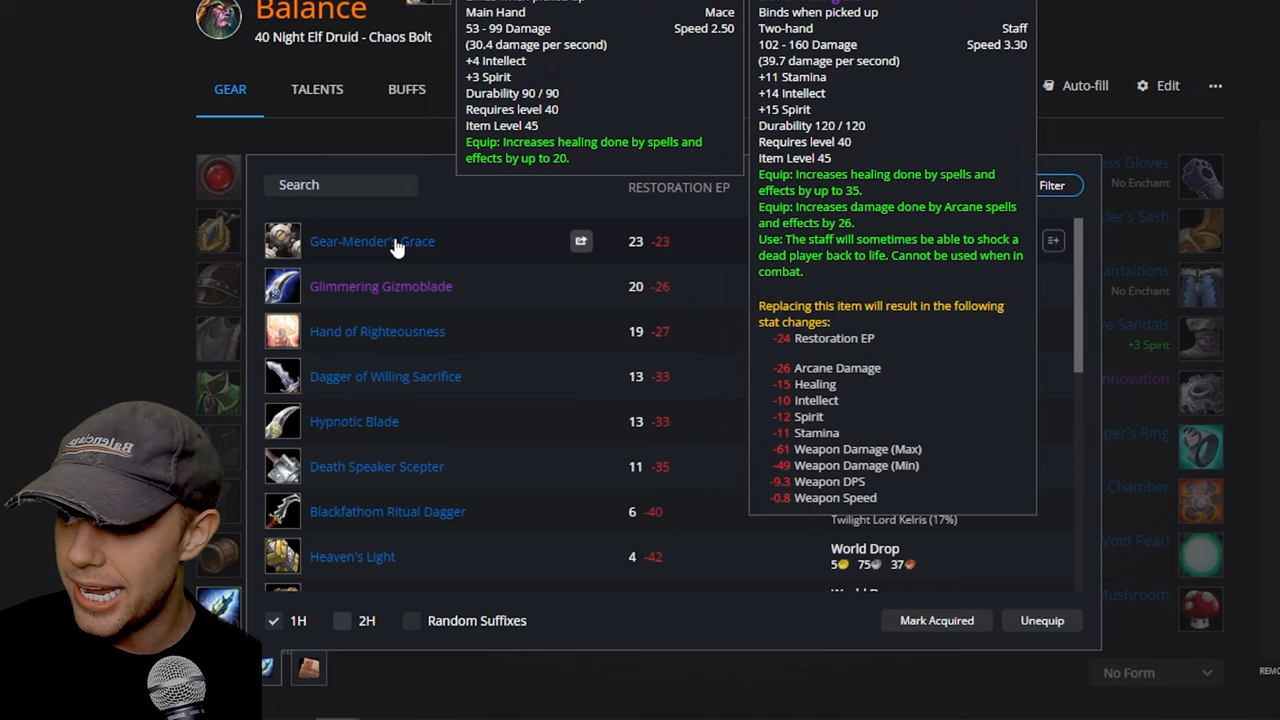 Balance
40 Night Elf Druid - Chaos Bolt
GEAR
TALENTS
BUFFS
Auto-fill
Edit
Main Hand Mace
53 - 99 Damage Speed 2.50
(30.4 damage per second)
+4 Intellect
+3 Spirit
Durability 90 / 90
Requires level 40
Item Level 45
Equip: Increases healing done by spells and
effects by up to 20.
Binds when picked up
Two-hand Staff
102 - 160 Damage Speed 3.30
(39.7 damage per second)
+11 Stamina
+14 Intellect
+15 Spirit
Durability 120 / 120
Requires level 40
Item Level 45
Equip: Increases healing done by spells and
effects by up to 35.
Equip: Increases damage done by Arcane spells
and effects by 26.
Use: The staff will sometimes be able to shock a
dead player back to life. Cannot be used when in
combat.
Replacing this item will result in the following
stat changes:
-24 Restoration EP
-26 Arcane Damage
-15 Healing
-10 Intellect
-12 Spirit
-11 Stamina
-61 Weapon Damage (Max)
-49 Weapon Damage (Min)
-9.3 Weapon DPS
-0.8 Weapon Speed
Search
RESTORATION EP
Filter
Gear-Mender's Grace 23 -23
Glimmering Gizmoblade 20 -26
Hand of Righteousness 19 -27
Dagger of Willing Sacrifice 13 -33
Hypnotic Blade 13 -33
Death Speaker Scepter 11 -35
Blackfathom Ritual Dagger 6 -40
Twilight Lord Kelris (17%)
Heaven's Light 4 -42
World Drop
5 75 37
1H
2H
Random Suffixes
Mark Acquired
Unequip
Gloves
No Enchant
Sash
No Enchant
Sandals
+3 Spirit
Ring
Chamber
Void Pearl
Mushroom
No Form